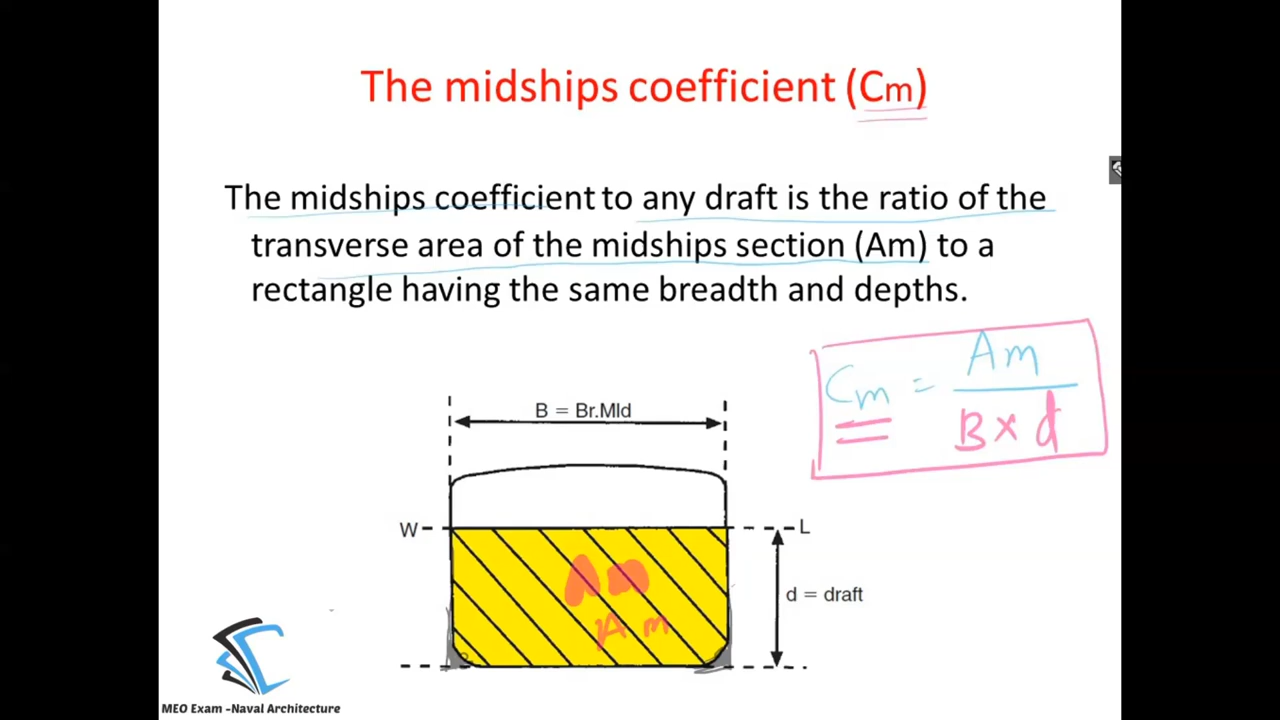 The midships coefficient (Cm)
The midships coefficient to any draft is the ratio of the
transverse area of the midships section (Am) to a
rectangle having the same breadth and depths.
Cm = Am
B × d
B = Br.Mld
W
L
Am
d = draft
Am
MEO Exam -Naval Architecture